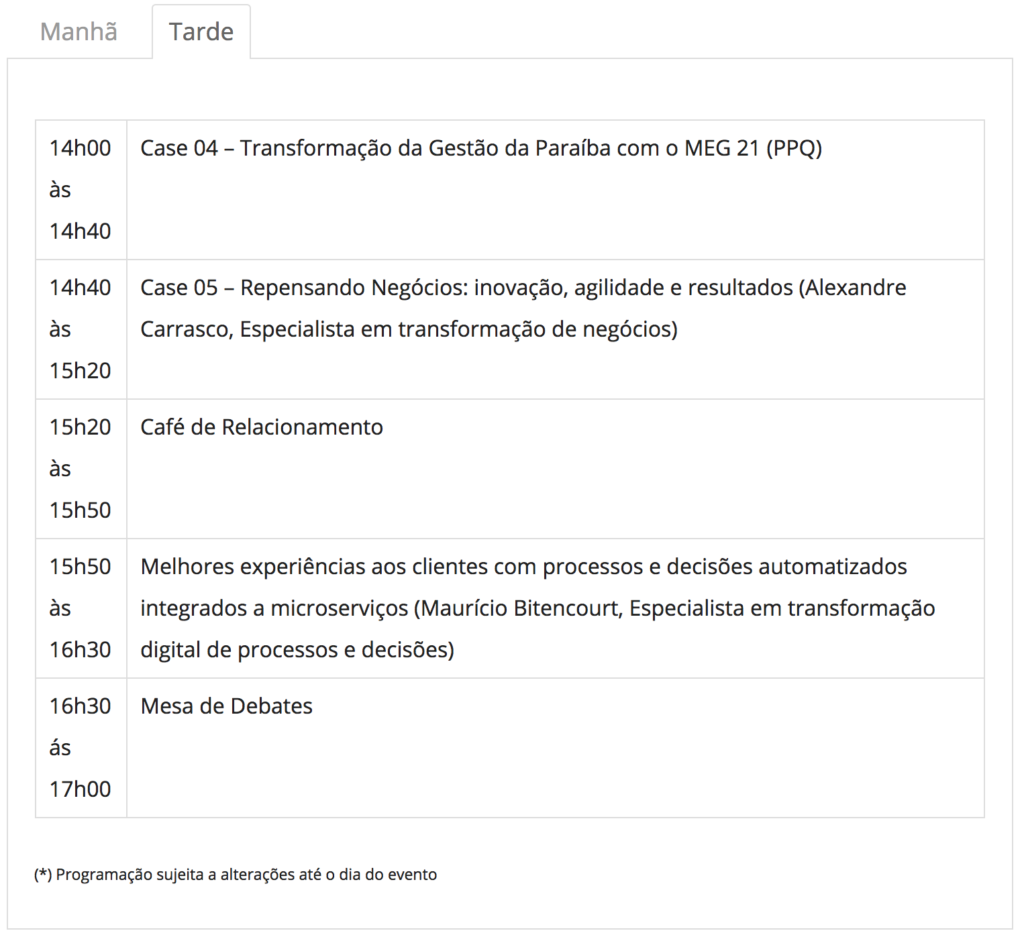 Manhã
Tarde
14h00
às
14h40
Case 04 – Transformação da Gestão da Paraíba com o MEG 21 (PPQ)
14h40
às
15h20
Case 05 – Repensando Negócios: inovação, agilidade e resultados (Alexandre
Carrasco, Especialista em transformação de negócios)
15h20
às
15h50
Café de Relacionamento
15h50
às
16h30
Melhores experiências aos clientes com processos e decisões automatizados
integrados a microserviços (Maurício Bitencourt, Especialista em transformação
digital de processos e decisões)
16h30
ás
17h00
Mesa de Debates
(*) Programação sujeita a alterações até o dia do evento